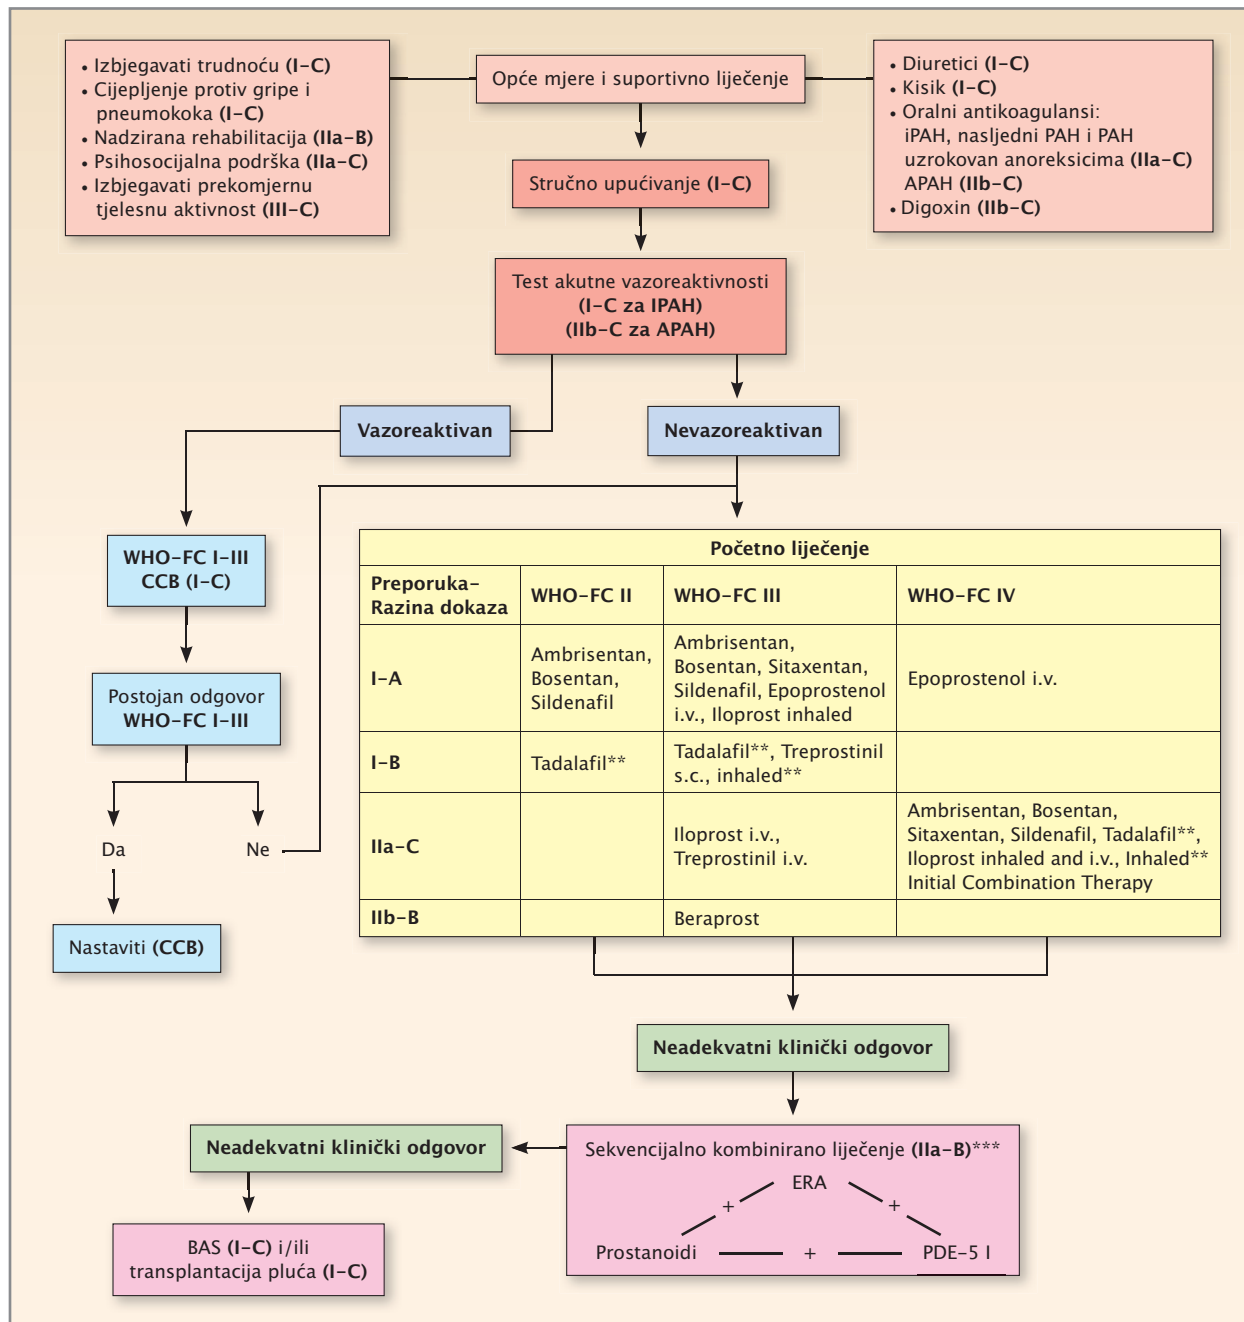 • Izbjegavati trudnoću (I–C)
• Cijepljenje protiv gripe i
pneumokoka (I–C)
• Nadzirana rehabilitacija (IIa–B)
• Psihosocijalna podrška (IIa–C)
• Izbjegavati prekomjernu
tjelesnu aktivnost (III–C)
Opće mjere i suportivno liječenje
• Diuretici (I–C)
• Kisik (I–C)
• Oralni antikoagulansi:
iPAH, nasljedni PAH i PAH
uzrokovan anoreksicima (IIa–C)
APAH (IIb–C)
• Digoxin (IIb–C)
Stručno upućivanje (I–C)
Test akutne vazoreaktivnosti
(I–C za IPAH)
(IIb–C za APAH)
Vazoreaktivan
Nevazoreaktivan
WHO–FC I–III
CCB (I–C)
Postojan odgovor
WHO–FC I–III
Da
Ne
Nastaviti (CCB)
Početno liječenje
Preporuka–
Razina dokaza
WHO–FC II
WHO–FC III
WHO–FC IV
I–A
Ambrisentan,
Bosentan,
Sildenafil
Ambrisentan,
Bosentan, Sitaxentan,
Sildenafil, Epoprostenol
i.v., Iloprost inhaled
Epoprostenol i.v.
I–B
Tadalafil**
Tadalafil**, Treprostinil
s.c., inhaled**
IIa–C
Iloprost i.v.,
Treprostinil i.v.
Ambrisentan, Bosentan,
Sitaxentan, Sildenafil, Tadalafil**,
Iloprost inhaled and i.v., Inhaled**
Initial Combination Therapy
IIb–B
Beraprost
Neadekvatni klinički odgovor
Sekvencijalno kombinirano liječenje (IIa–B)***
ERA
+
+
Prostanoidi
+
PDE–5 I
Neadekvatni klinički odgovor
BAS (I–C) i/ili
transplantacija pluća (I–C)